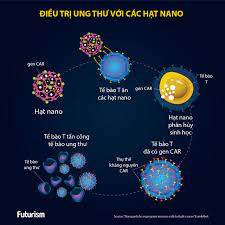 ĐIỀU TRỊ UNG THƯ VỚI CÁC HẠT NANO
gen CAR
Hạt nano
Tế bào T ăn
các hạt nano
gen CAR
Tế bào
T
Hạt nano
phân hủy
sinh học
Tế bào T tấn công
tế bào ung thư
Tế bào
ung thư
Thụ thể
kháng nguyên
CAR
Tế bào T
đã có gen CAR
Futurism